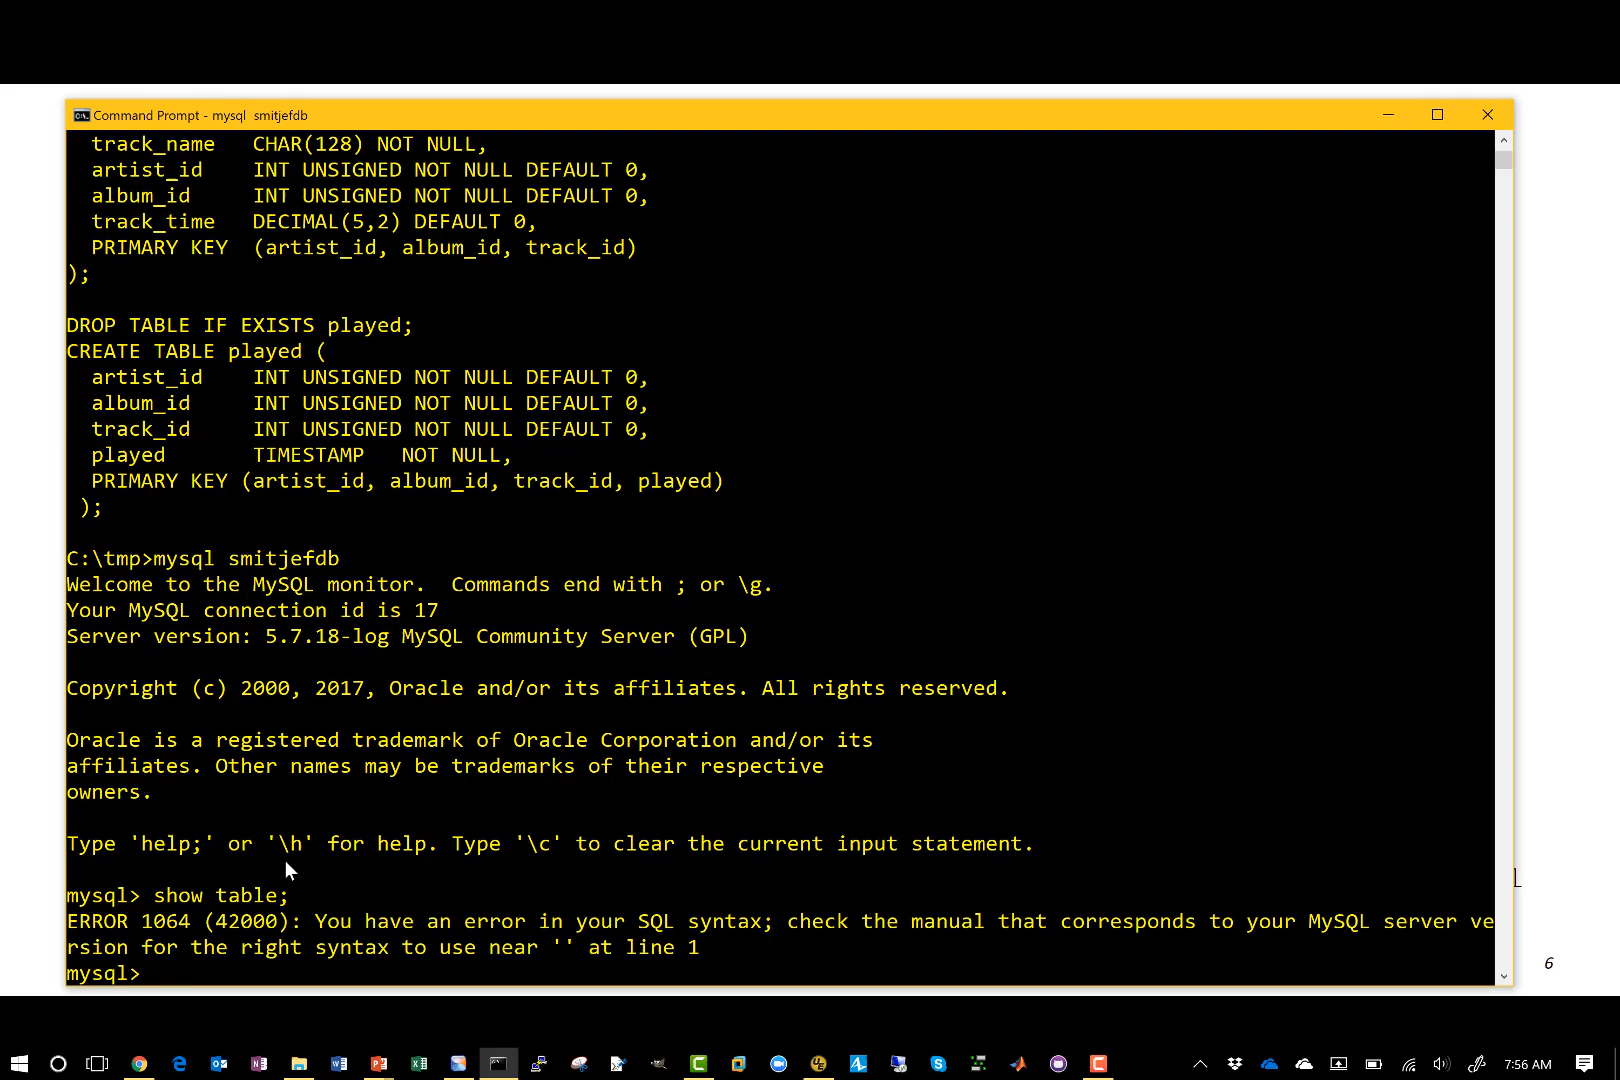 Command Prompt - mysql  smitjefdb
  track_name   CHAR(128) NOT NULL,
  artist_id    INT UNSIGNED NOT NULL DEFAULT 0,
  album_id     INT UNSIGNED NOT NULL DEFAULT 0,
  track_time   DECIMAL(5,2) DEFAULT 0,
  PRIMARY KEY  (artist_id, album_id, track_id)
);
DROP TABLE IF EXISTS played;
CREATE TABLE played (
  artist_id    INT UNSIGNED NOT NULL DEFAULT 0,
  album_id     INT UNSIGNED NOT NULL DEFAULT 0,
  track_id     INT UNSIGNED NOT NULL DEFAULT 0,
  played       TIMESTAMP   NOT NULL,
  PRIMARY KEY (artist_id, album_id, track_id, played)
 );
C:\tmp>mysql smitjefdb
Welcome to the MySQL monitor.  Commands end with ; or \g.
Your MySQL connection id is 17
Server version: 5.7.18-log MySQL Community Server (GPL)
Copyright (c) 2000, 2017, Oracle and/or its affiliates. All rights reserved.
Oracle is a registered trademark of Oracle Corporation and/or its
affiliates. Other names may be trademarks of their respective
owners.
Type 'help;' or '\h' for help. Type '\c' to clear the current input statement.
mysql> show table;
ERROR 1064 (42000): You have an error in your SQL syntax; check the manual that corresponds to your MySQL server ve
rsion for the right syntax to use near '' at line 1
mysql>
6
7:56 AM